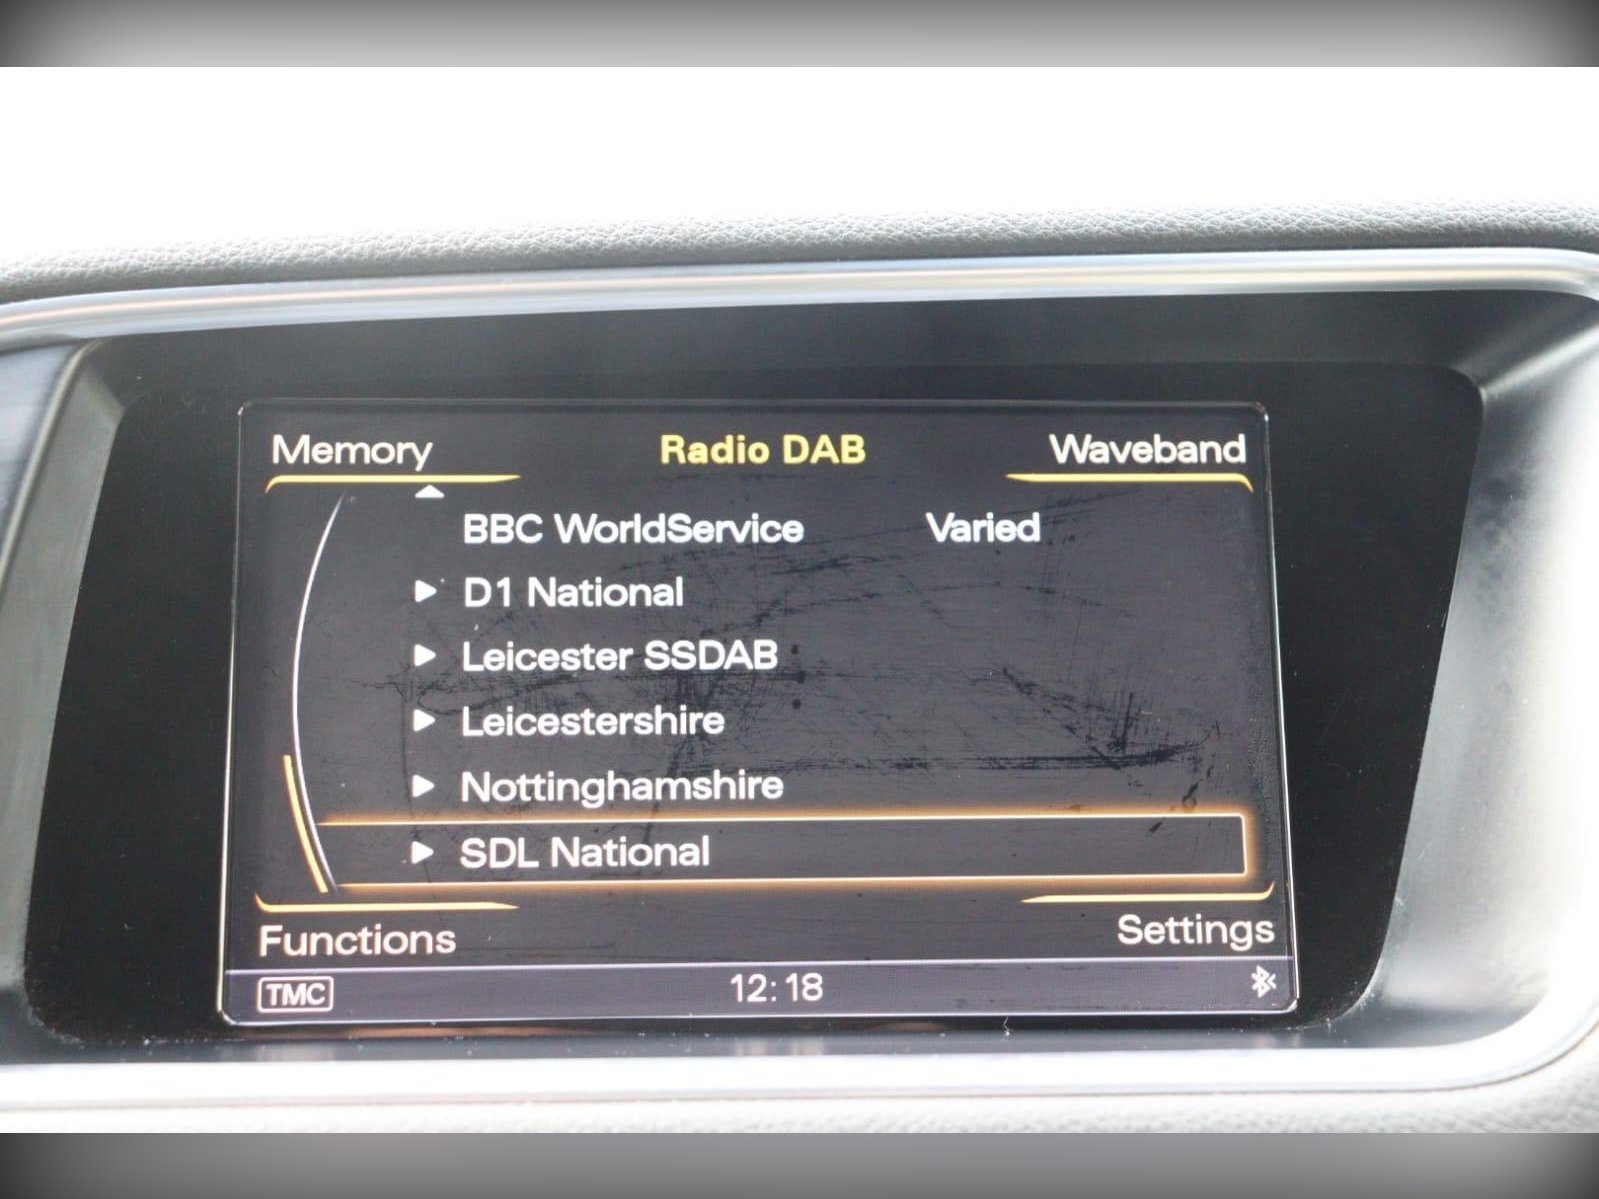 Memory Radio DAB Waveband
BBC WorldService Varied
D1 National
Leicester SSDAB
Leicestershire
Nottinghamshire
SDL National
Functions Settings
TMC 12:18